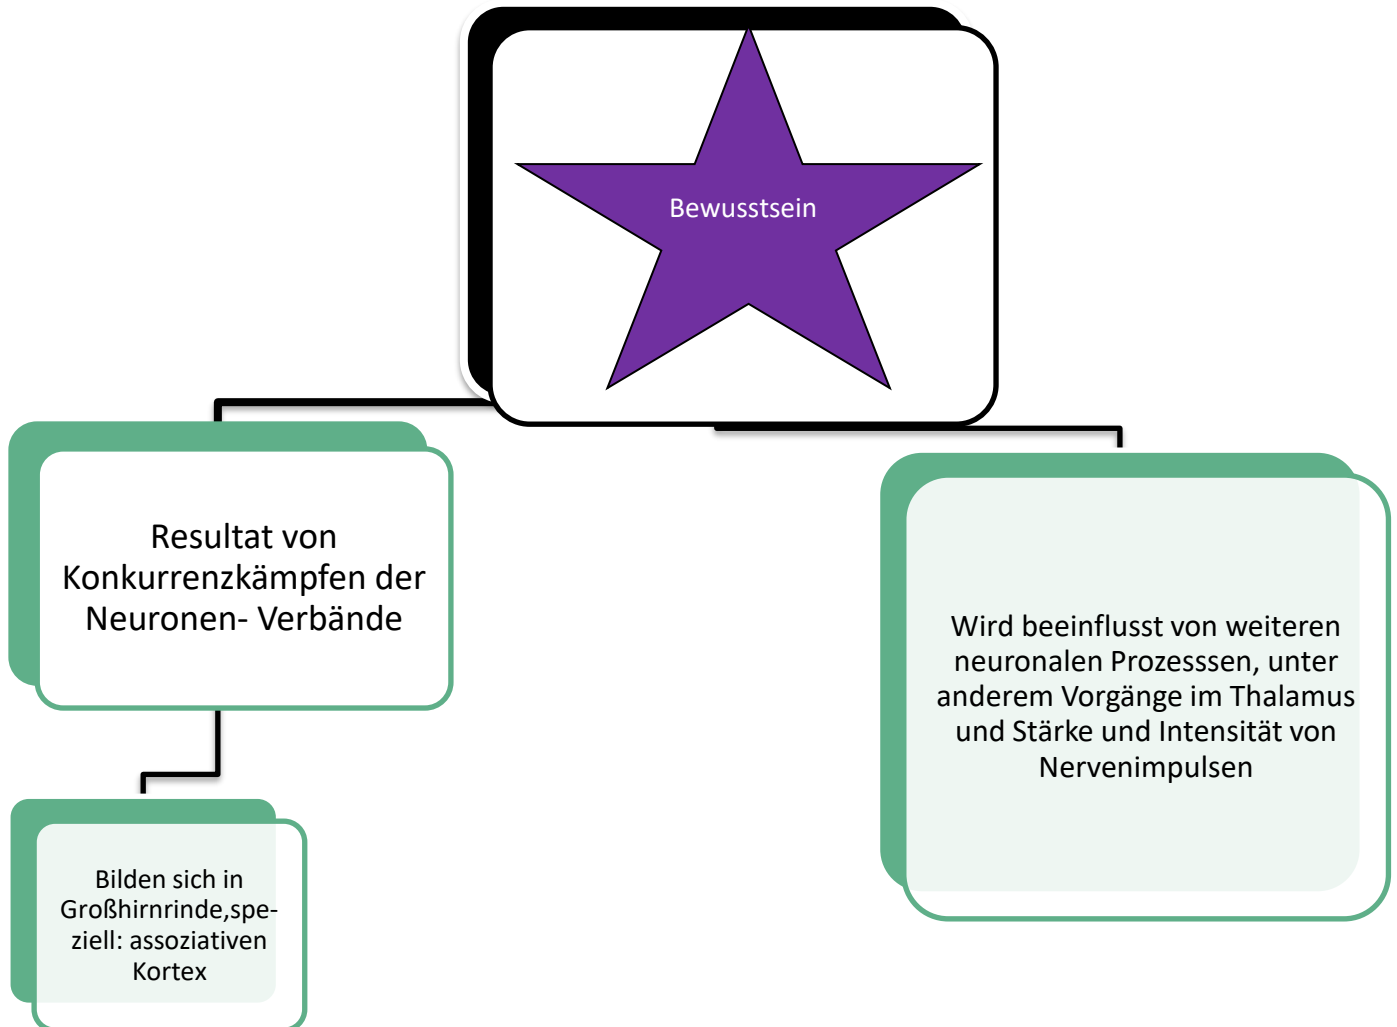 Bewusstsein
Resultat von
Konkurrenzkämpfen der
Neuronen- Verbände
Wird beeinflusst von weiteren
neuronalen Prozesssen, unter
anderem Vorgänge im Thalamus
und Stärke und Intensität von
Nervenimpulsen
Bilden sich in
Großhirnrinde,spe-
ziell: assoziativen
Kortex